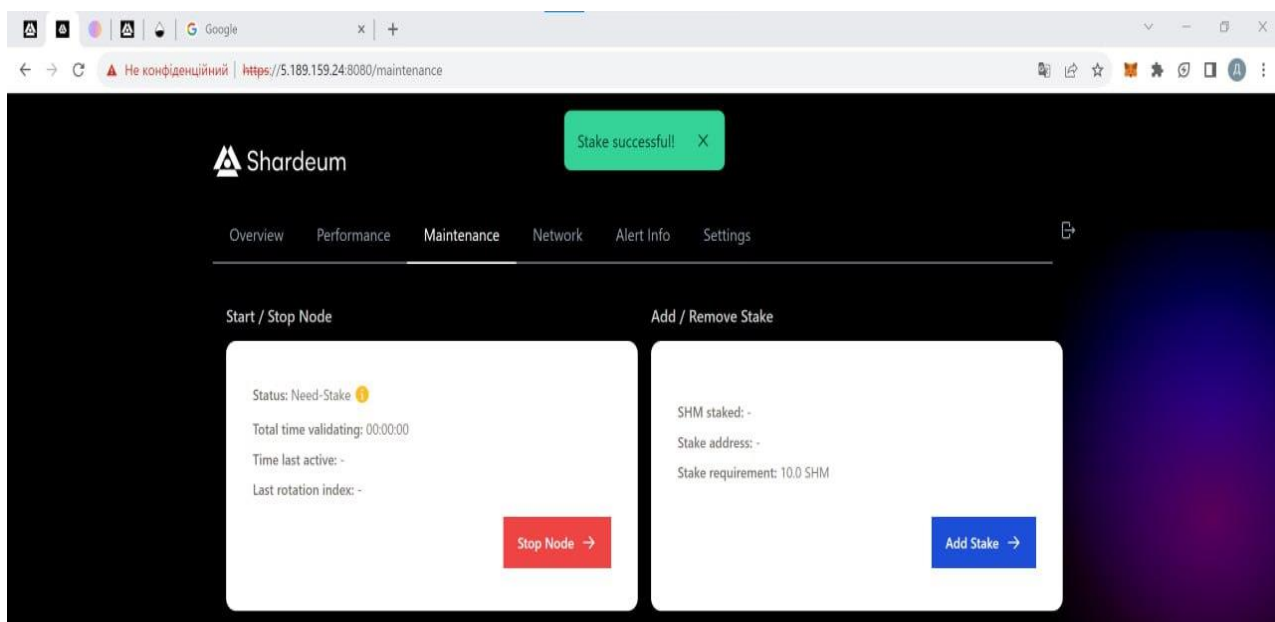 Google
Не конфіденційний https://5.189.159.24:8080/maintenance
Д
Stake successful!
Shardeum
Overview Performance Maintenance Network Alert Info Settings
Start / Stop Node
Status: Need-Stake
Total time validating: 00:00:00
Time last active: -
Last rotation index: -
Stop Node →
Add / Remove Stake
SHM staked: -
Stake address: -
Stake requirement: 10.0 SHM
Add Stake →